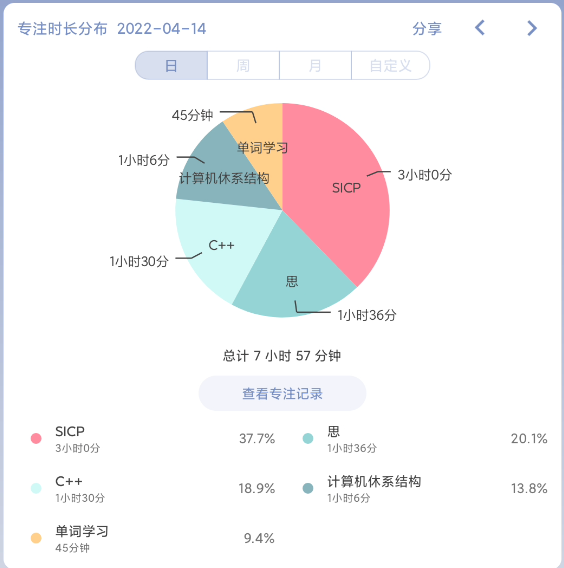 专注时长分布 2022-04-14 分享
日 周 月 自定义
45分钟
单词学习
1小时6分
计算机休系结构
SICP
3小时0分
C++
1小时30分
思
1小时36分
总计 7 小时 57 分钟
查看专注记录
SICP
3小时0分
37.7%
思
1小时36分
20.1%
C++
1小时30分
18.9%
计算机休系结构
1小时6分
13.8%
单词学习
45分钟
9.4%